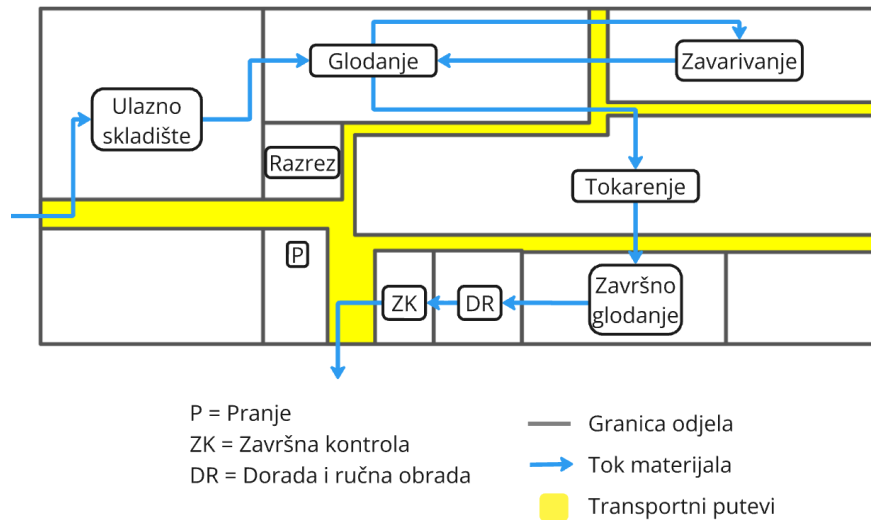 Glodanje
Zavarivanje
Ulazno
skladište
Razrez
Tokarenje
P
ZK
DR
Završno
glodanje
P = Pranje
ZK = Završna kontrola
DR = Dorada i ručna obrada
Granica odjela
Tok materijala
Transportni putevi